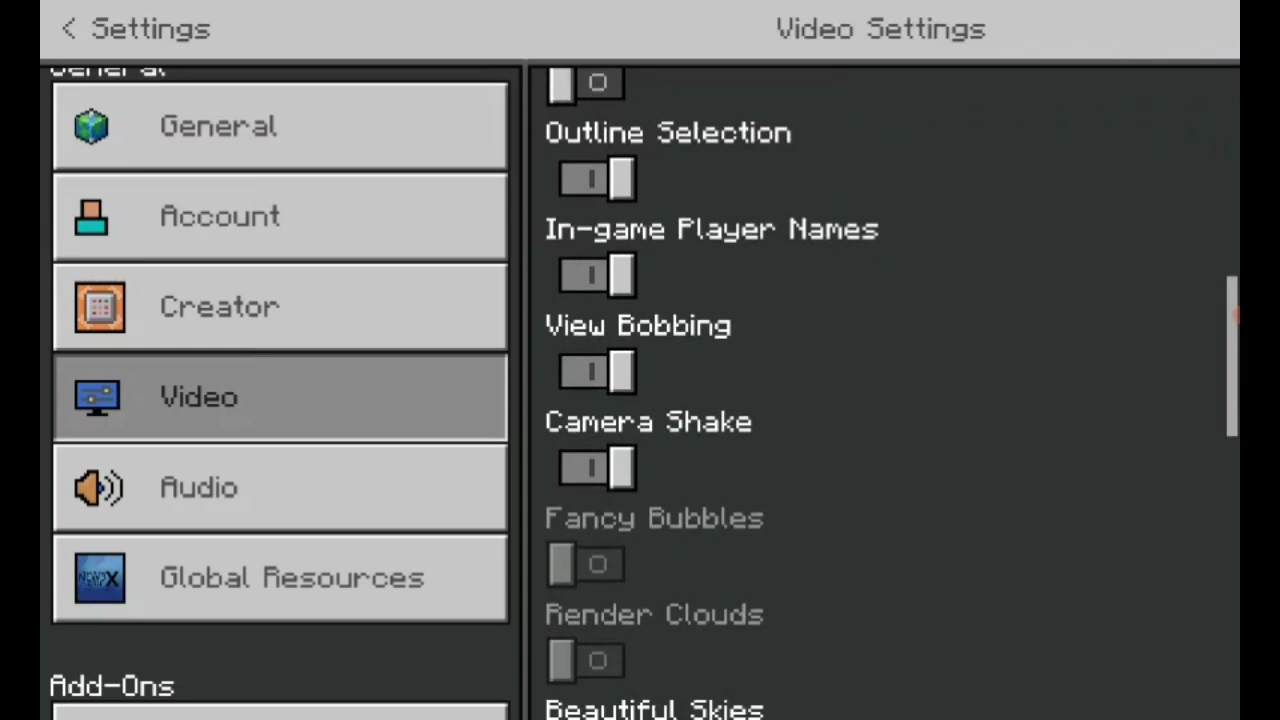 < Settings
Video Settings
General
General
Account
Creator
Video
Audio
Global Resources
Add-Ons
Outline Selection
In-game Player Names
View Bobbing
Camera Shake
Fancy Bubbles
Render Clouds
Beautiful Skies